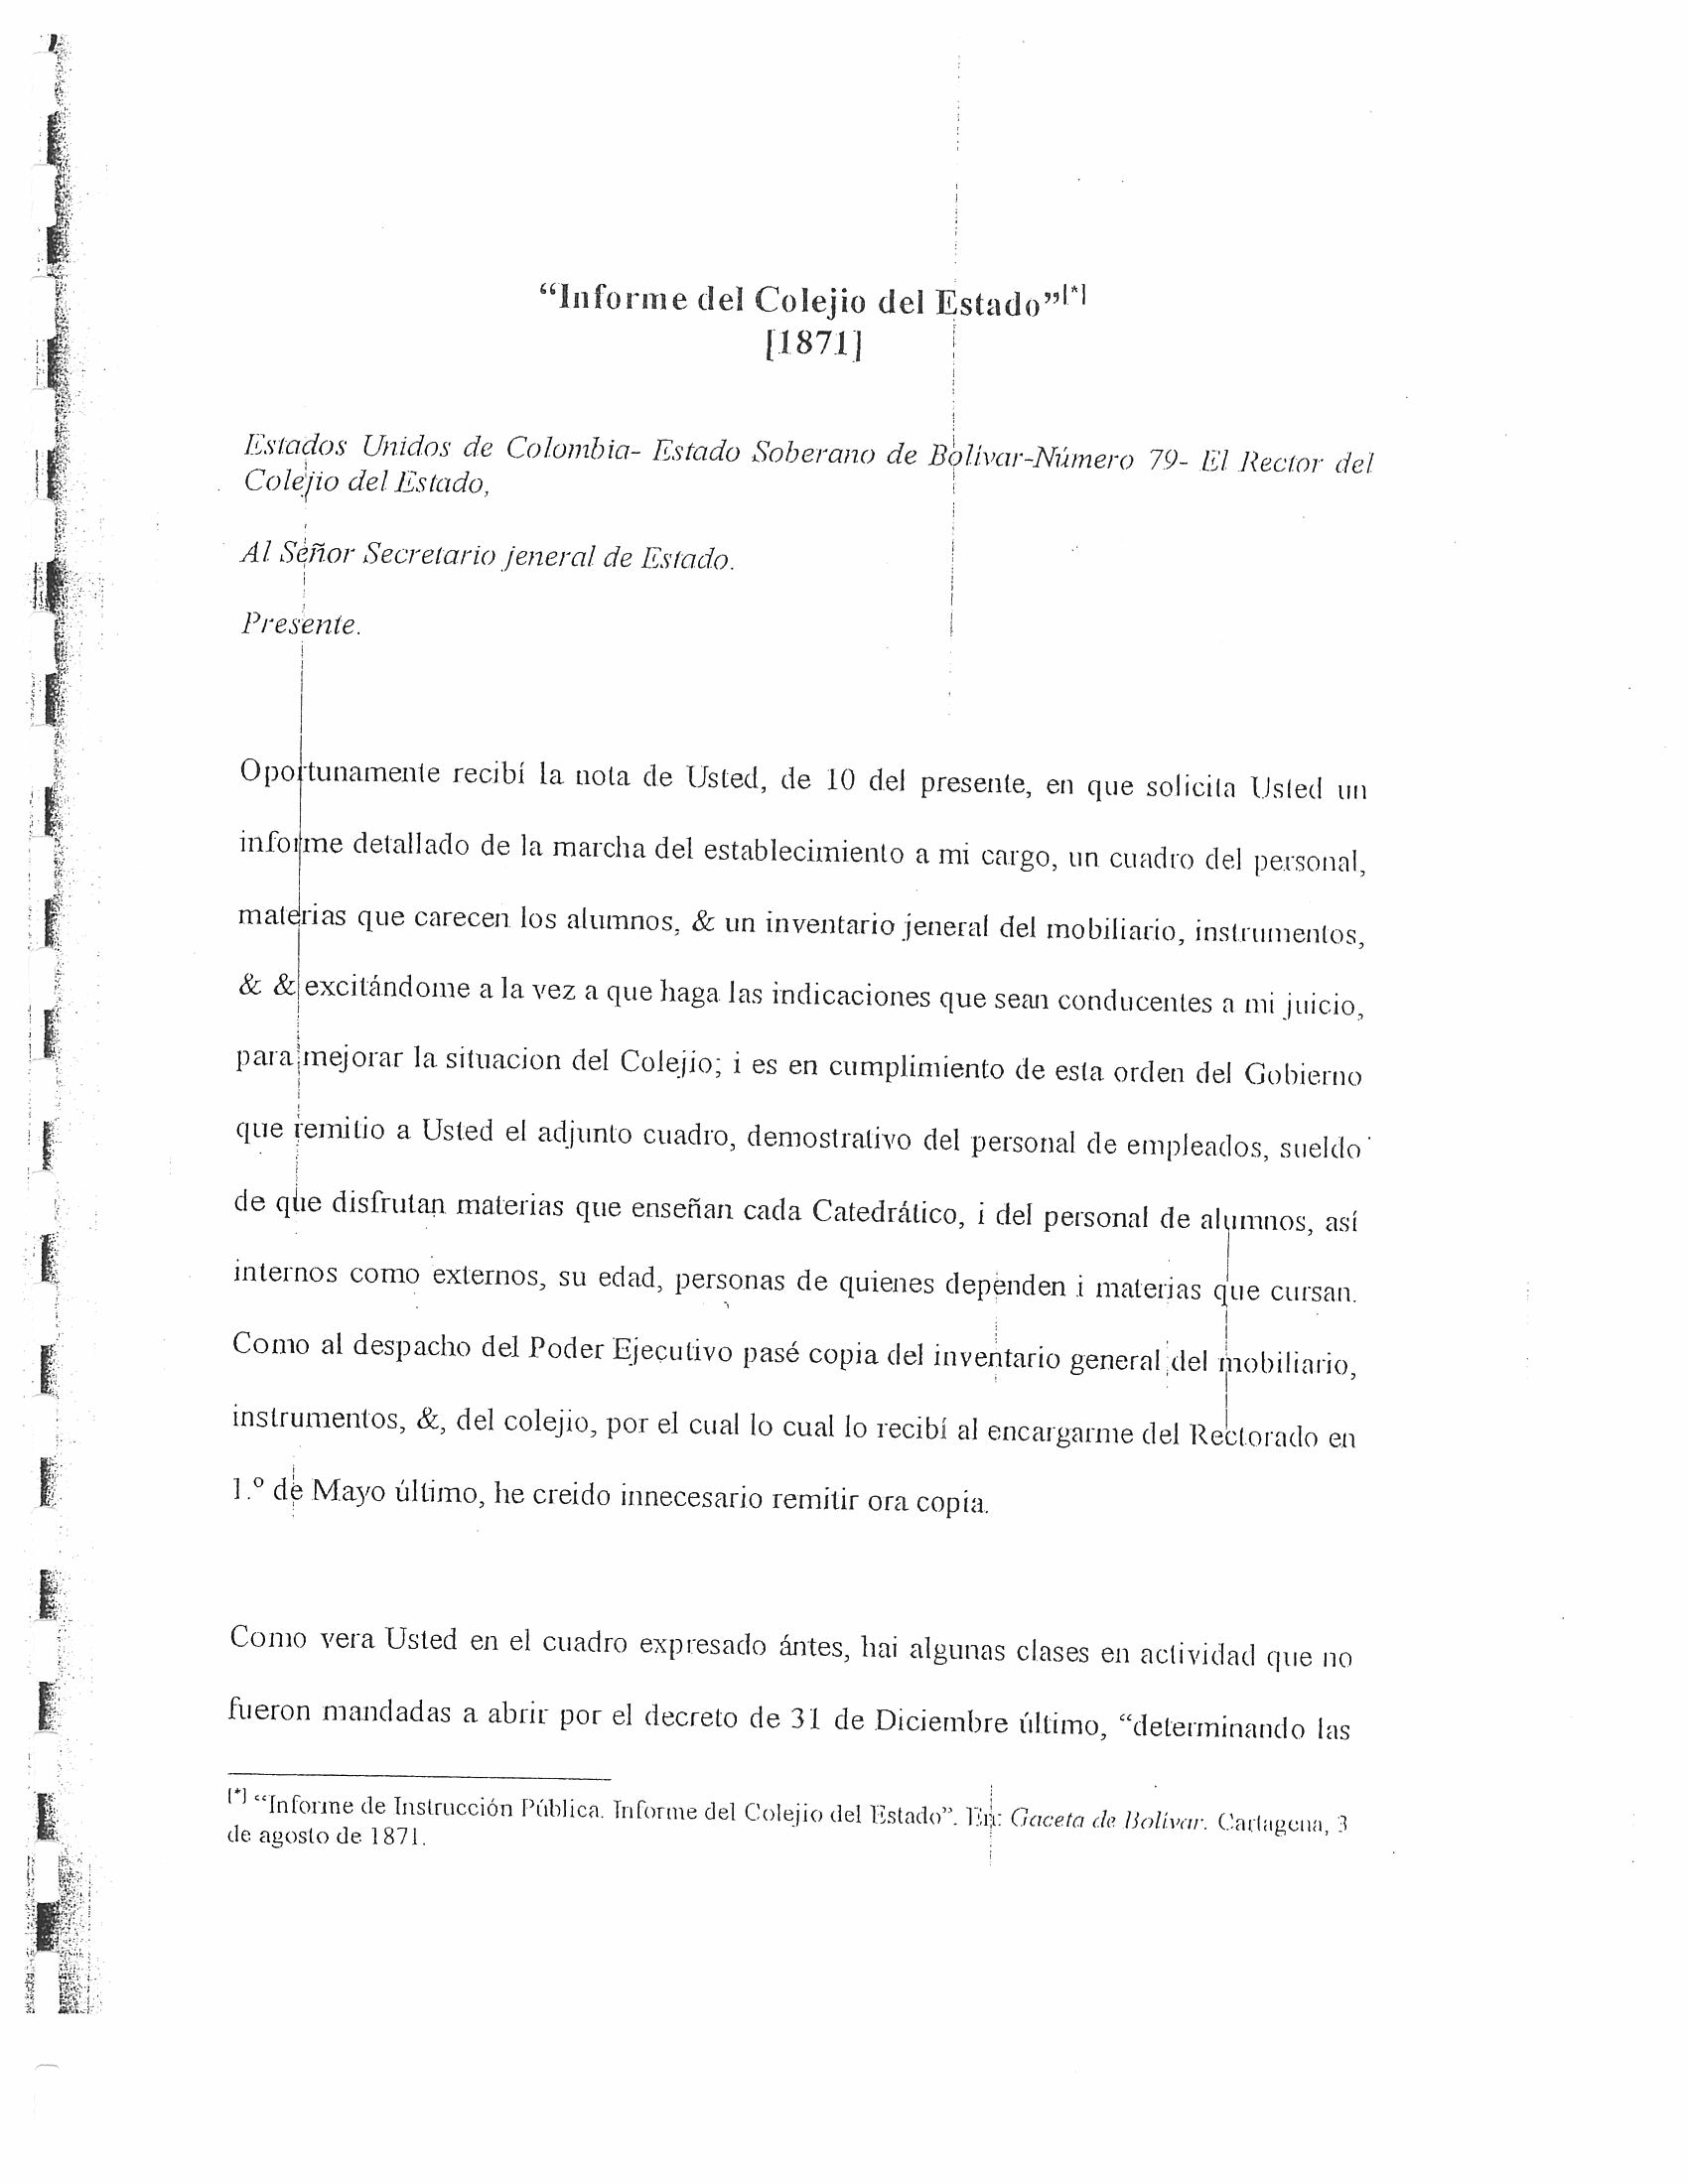 “Informe del Colejio del Estado”[*]
[1871]
Estados Unidos de Colombia- Estado Soberano de Bolívar-Número 79- El Rector del
Colejio del Estado,
Al Señor Secretario jeneral de Estado.
Presente.
Oportunamente recibí la nota de Usted, de 10 del presente, en que solicita Usted un
informe detallado de la marcha del establecimiento a mi cargo, un cuadro del personal,
materias que carecen los alumnos, & un inventario jeneral del mobiliario, instrumentos,
& & excitándome a la vez a que haga las indicaciones que sean conducentes a mi juicio,
para mejorar la situacion del Colejio; i es en cumplimiento de esta orden del Gobierno
que remitio a Usted el adjunto cuadro, demostrativo del personal de empleados, sueldo
de que disfrutan materias que enseñan cada Catedrático, i del personal de alumnos, así
internos como externos, su edad, personas de quienes dependen i materias que cursan.
Como al despacho del Poder Ejecutivo pasé copia del inventario general del mobiliario,
instrumentos, &, del colejio, por el cual lo cual lo recibí al encargarme del Rectorado en
1.º de Mayo último, he creido innecesario remitir ora copia.
Como vera Usted en el cuadro expresado ántes, hai algunas clases en actividad que no
fueron mandadas a abrir por el decreto de 31 de Diciembre último, “determinando las
[*] “Informe de Instrucción Pública. Informe del Colejio del Estado”. En: Gaceta de Bolívar. Cartagena, 3
de agosto de 1871.